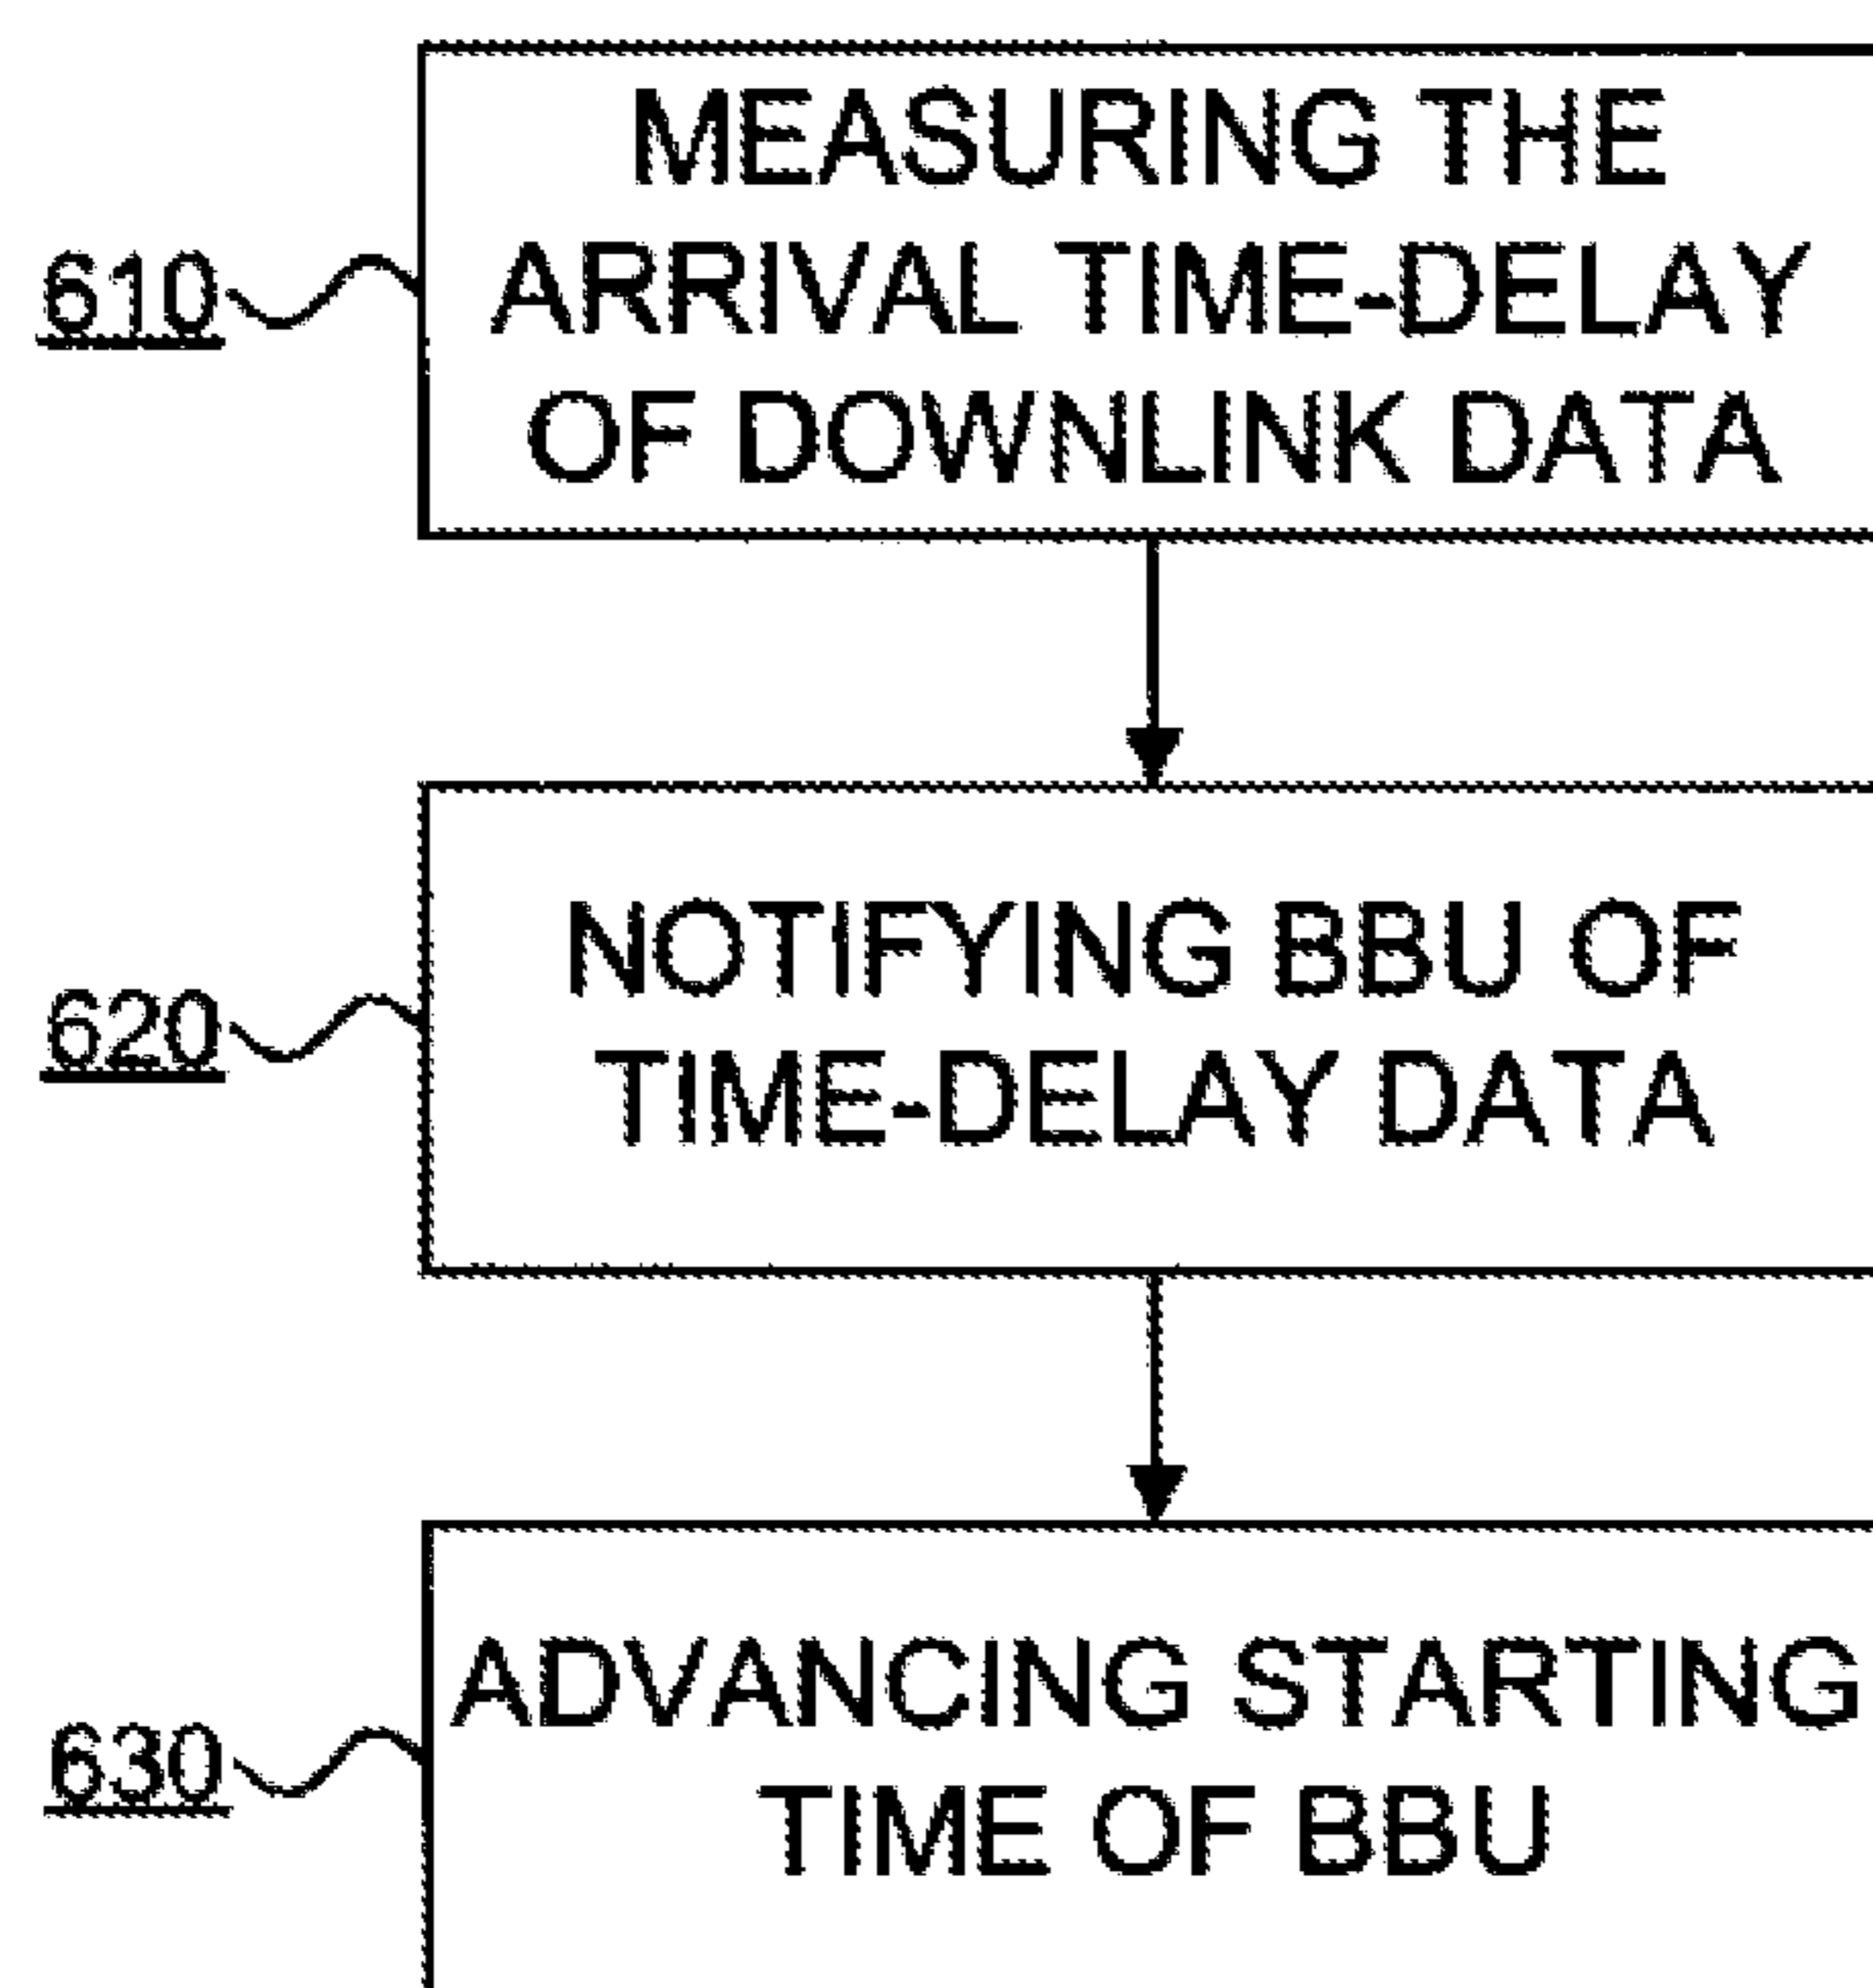 MEASURING THE
ARRIVAL TIME-DELAY
OF DOWNLINK DATA
610
NOTIFYING BBU OF
TIME-DELAY DATA
620
ADVANCING STARTING
TIME OF BBU
630